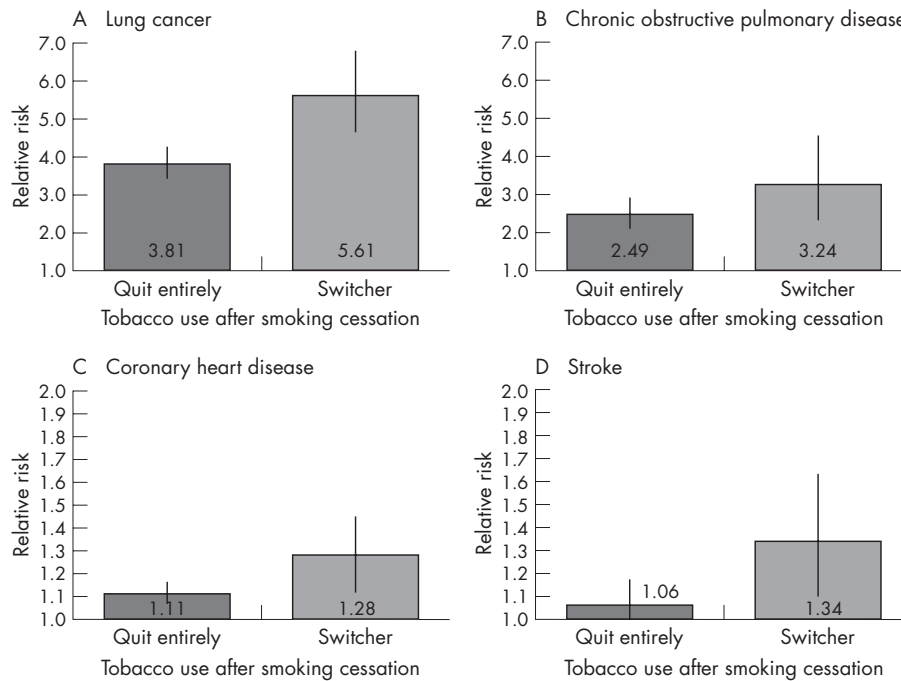 A Lung cancer
7.0
6.0
5.0
4.0
3.0
2.0
1.0
Relative risk
3.81
5.61
Quit entirely
Switcher
Tobacco use after smoking cessation
B Chronic obstructive pulmonary disease
7.0
6.0
5.0
4.0
3.0
2.0
1.0
Relative risk
2.49
3.24
Quit entirely
Switcher
Tobacco use after smoking cessation
C Coronary heart disease
2.0
1.9
1.8
1.7
1.6
1.5
1.4
1.3
1.2
1.1
1.0
Relative risk
1.11
1.28
Quit entirely
Switcher
Tobacco use after smoking cessation
D Stroke
2.0
1.9
1.8
1.7
1.6
1.5
1.4
1.3
1.2
1.1
1.0
Relative risk
1.06
1.34
Quit entirely
Switcher
Tobacco use after smoking cessation